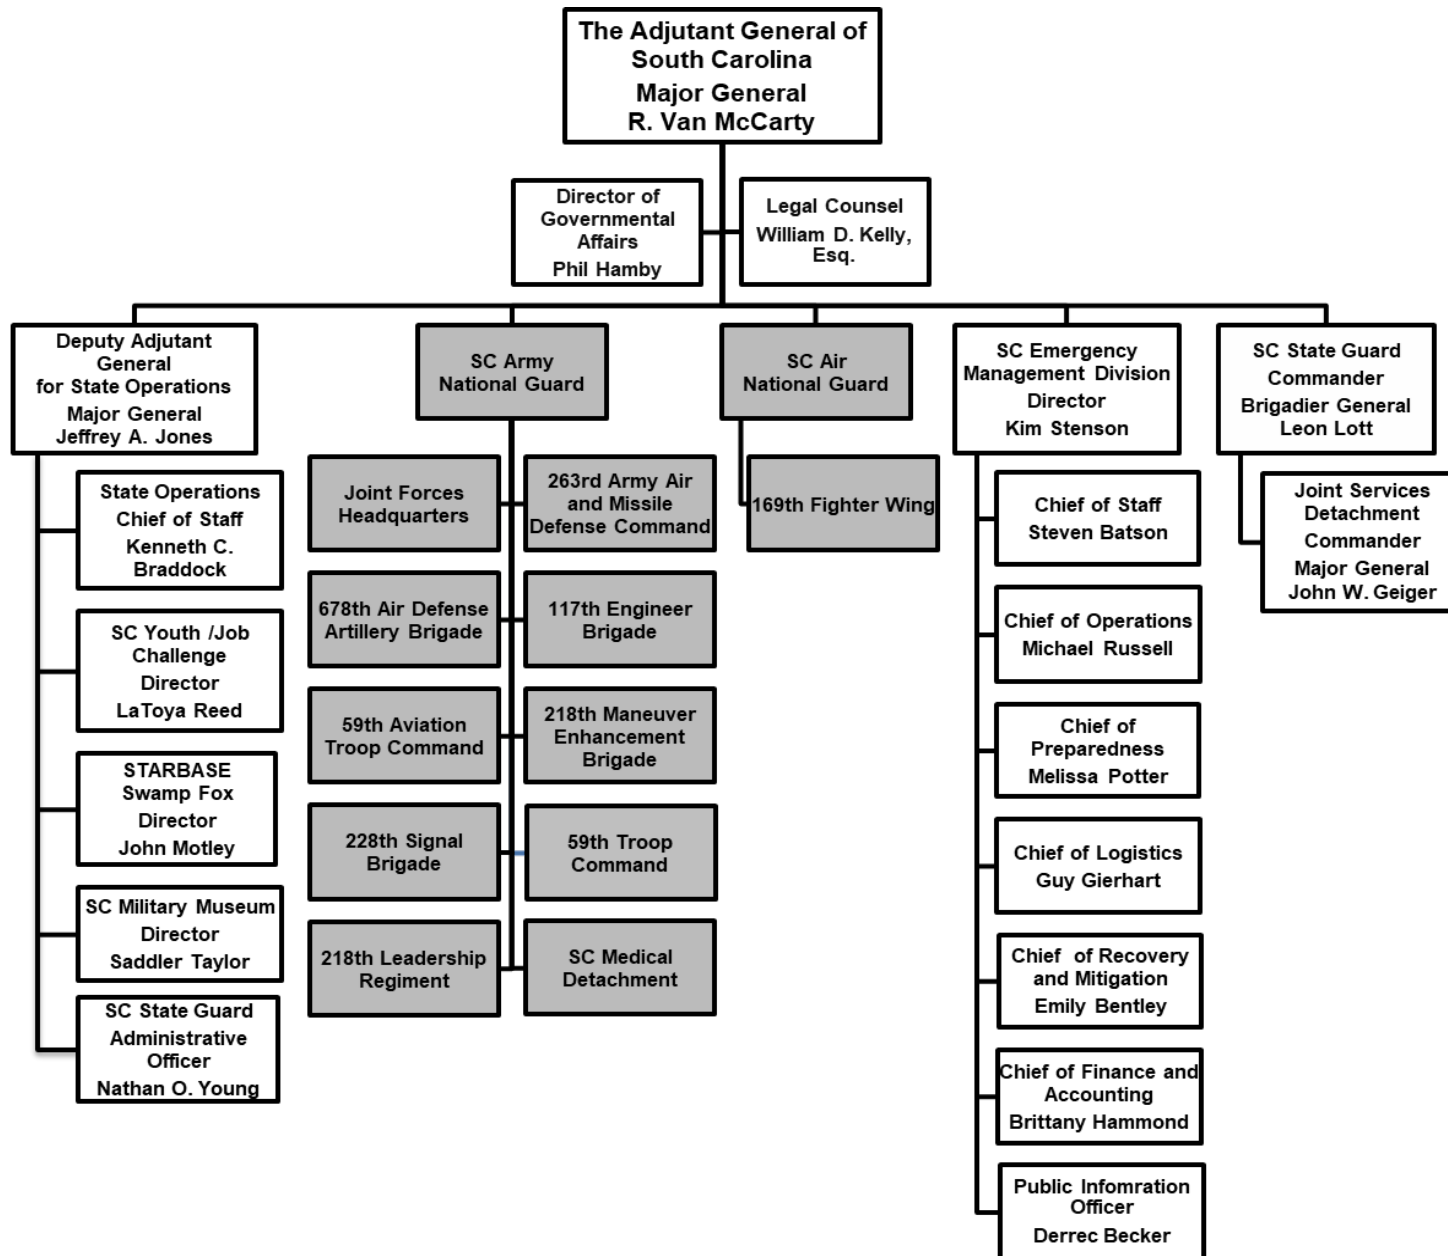 The Adjutant General of
South Carolina
Major General
R. Van McCarty
Director of
Governmental
Affairs
Phil Hamby
Legal Counsel
William D. Kelly,
Esq.
Deputy Adjutant
General
for State Operations
Major General
Jeffrey A. Jones
SC Army
National Guard
SC Air
National Guard
SC Emergency
Management Division
Director
Kim Stenson
SC State Guard
Commander
Brigadier General
Leon Lott
State Operations
Chief of Staff
Kenneth C.
Braddock
SC Youth /Job
Challenge
Director
LaToya Reed
STARBASE
Swamp Fox
Director
John Motley
SC Military Museum
Director
Saddler Taylor
SC State Guard
Administrative
Officer
Nathan O. Young
Joint Forces
Headquarters
263rd Army Air
and Missile
Defense Command
678th Air Defense
Artillery Brigade
117th Engineer
Brigade
59th Aviation
Troop Command
218th Maneuver
Enhancement
Brigade
228th Signal
Brigade
59th Troop
Command
218th Leadership
Regiment
SC Medical
Detachment
169th Fighter Wing
Chief of Staff
Steven Batson
Chief of Operations
Michael Russell
Chief of
Preparedness
Melissa Potter
Chief of Logistics
Guy Gierhart
Chief of Recovery
and Mitigation
Emily Bentley
Chief of Finance and
Accounting
Brittany Hammond
Public Infomration
Officer
Derrec Becker
Joint Services
Detachment
Commander
Major General
John W. Geiger